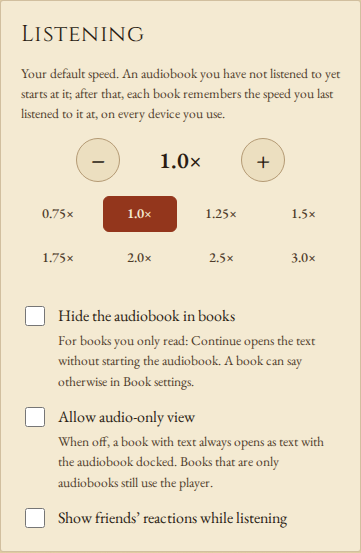 LISTENING
Your default speed. An audiobook you have not listened to yet
starts at it; after that, each book remembers the speed you last
listened to it at, on every device you use.
− 1.0× +
0.75× 1.0× 1.25× 1.5×
1.75× 2.0× 2.5× 3.0×
Hide the audiobook in books
For books you only read: Continue opens the text
without starting the audiobook. A book can say
otherwise in Book settings.
Allow audio-only view
When off, a book with text always opens as text with
the audiobook docked. Books that are only
audiobooks still use the player.
Show friends’ reactions while listening